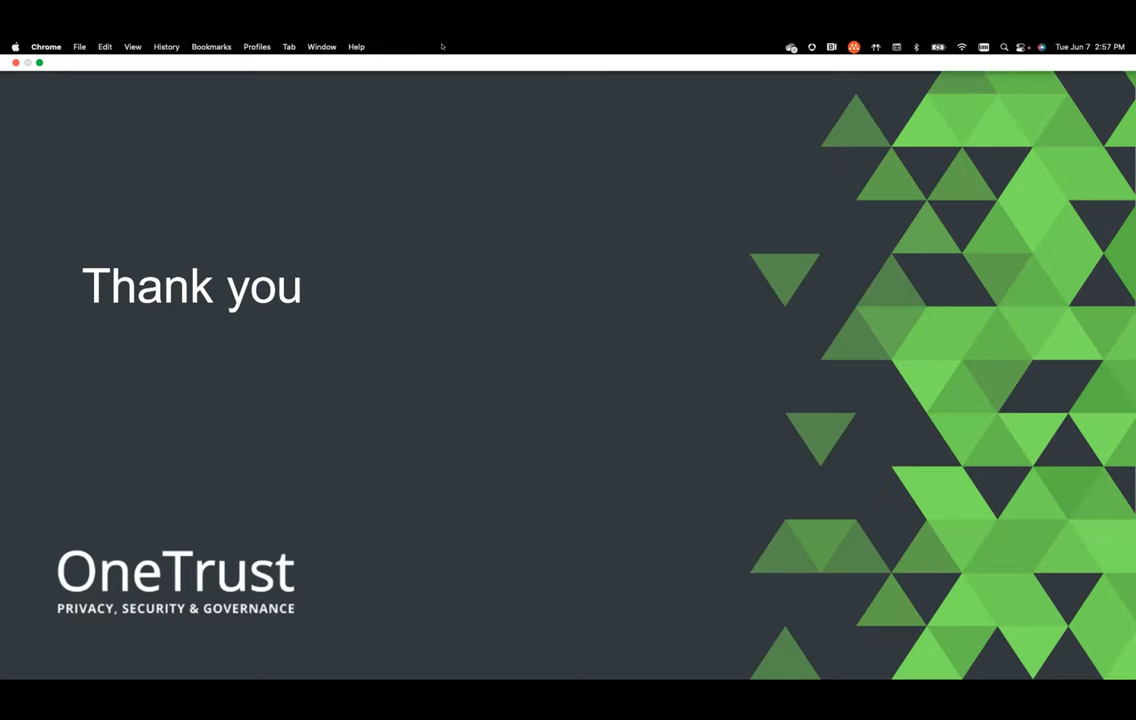 Chrome File Edit View History Bookmarks Profiles Tab Window Help Tue Jun 7 2:57 PM
Thank you
OneTrust
PRIVACY, SECURITY & GOVERNANCE